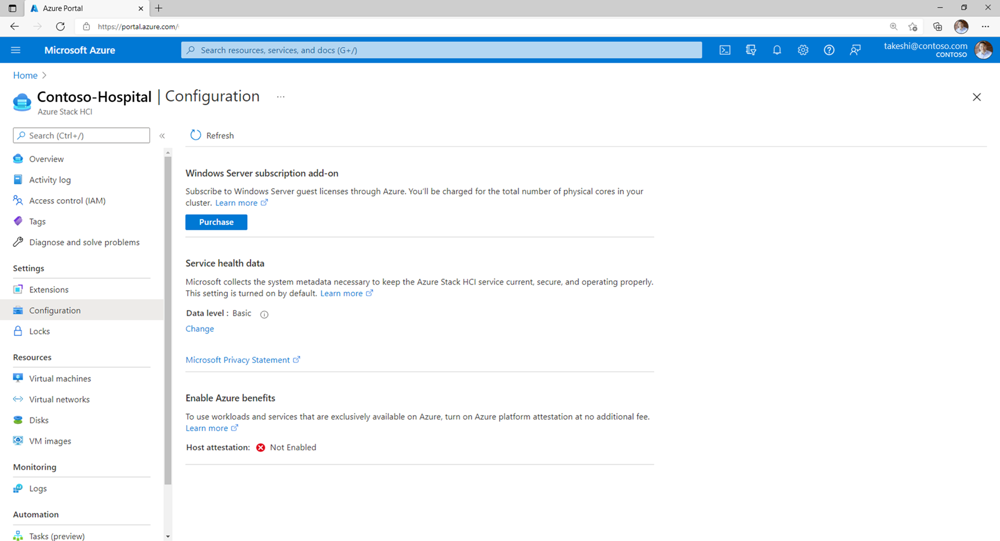 Azure Portal
https://portal.azure.com/
Microsoft Azure
Search resources, services, and docs (G+/)
takeshi@contoso.com
CONTOSO
Home
Contoso-Hospital | Configuration ...
Azure Stack HCI
Search (Ctrl+/)
«
Refresh
Overview
Activity log
Access control (IAM)
Tags
Diagnose and solve problems
Settings
Extensions
Configuration
Locks
Resources
Virtual machines
Virtual networks
Disks
VM images
Monitoring
Logs
Automation
Tasks (preview)
Windows Server subscription add-on
Subscribe to Windows Server guest licenses through Azure. You'll be charged for the total number of physical cores in your
cluster. Learn more
Purchase
Service health data
Microsoft collects the system metadata necessary to keep the Azure Stack HCI service current, secure, and operating properly.
This setting is turned on by default. Learn more
Data level : Basic
Change
Microsoft Privacy Statement
Enable Azure benefits
To use workloads and services that are exclusively available on Azure, turn on Azure platform attestation at no additional fee.
Learn more
Host attestation: Not Enabled